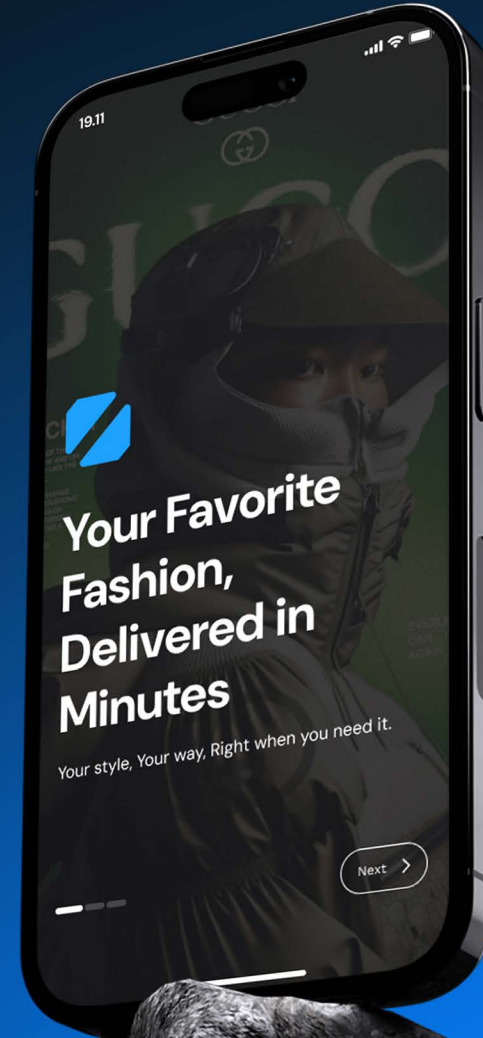 19.11
GUCCI
Your Favorite
Fashion,
Delivered in
Minutes
Your style, Your way, Right when you need it.
Next